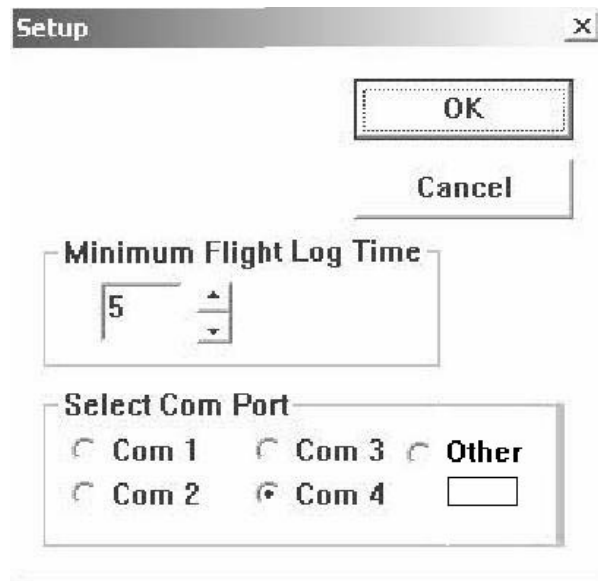 Setup
OK
Cancel
Minimum Flight Log Time
5
Select Com Port
Com 1 Com 3 Other
Com 2 Com 4